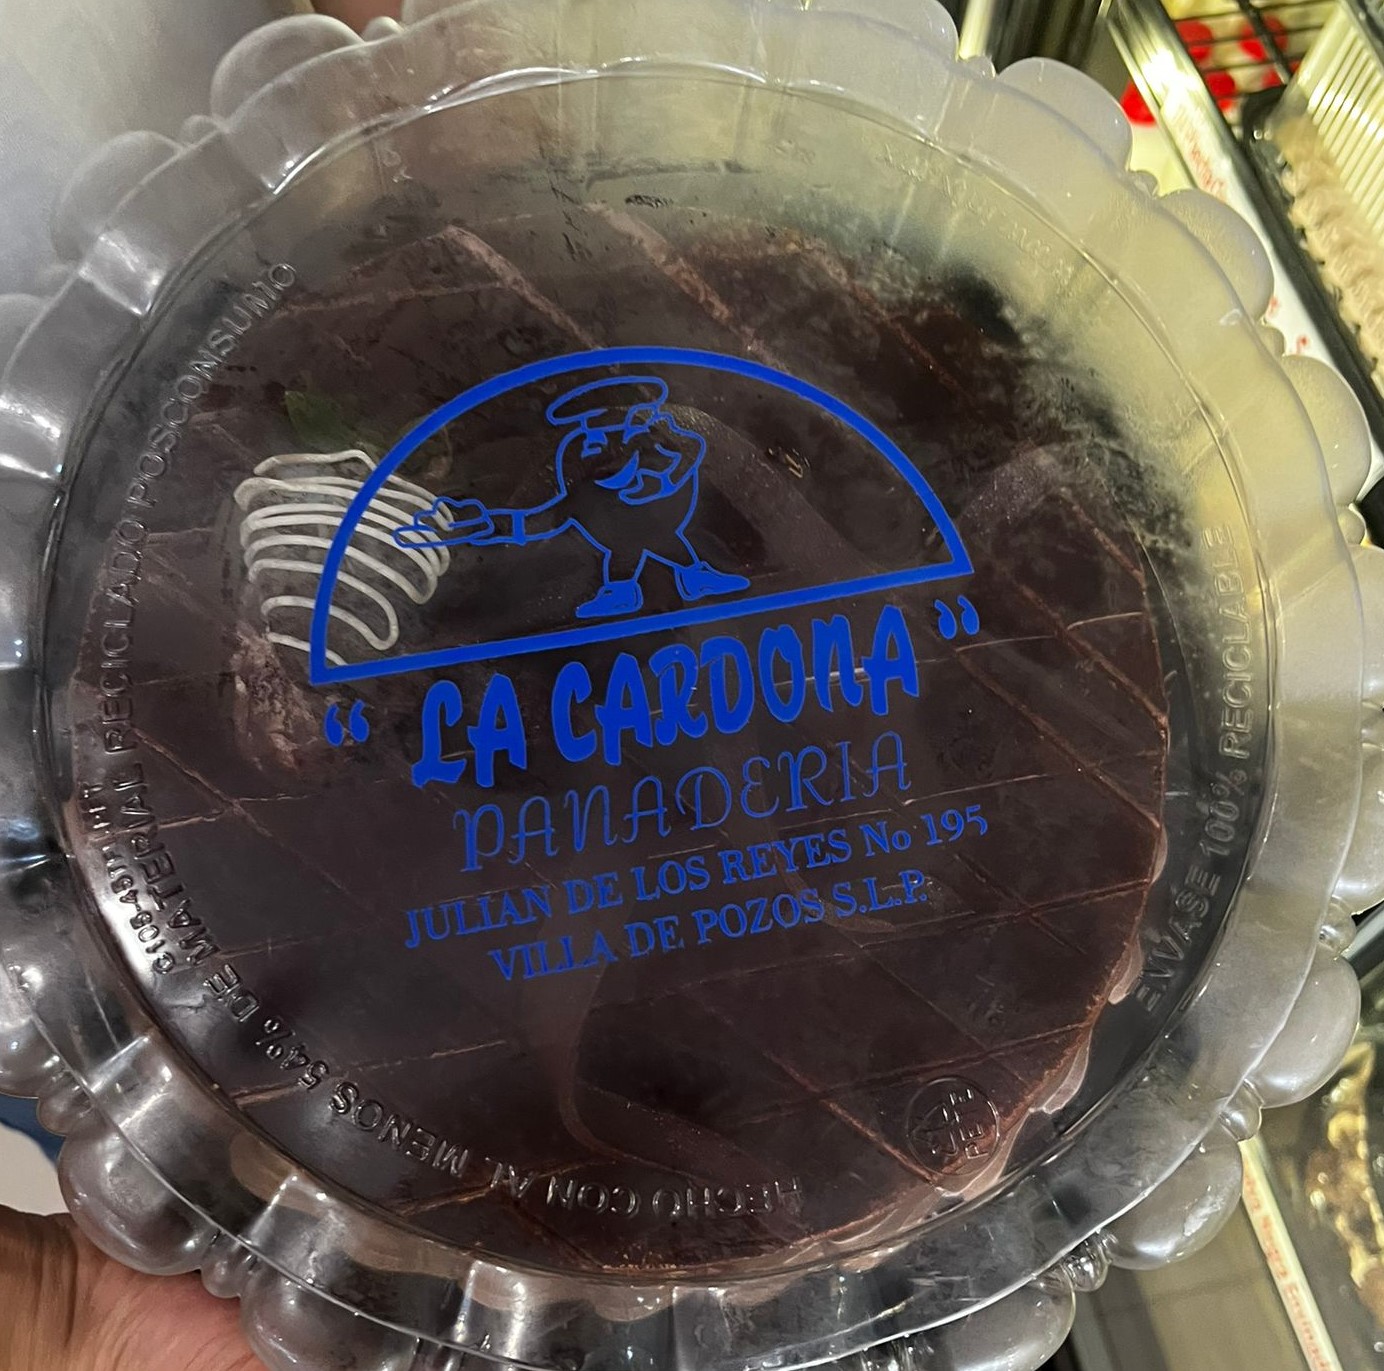 “ LA CARDONA ”
PANADERIA
JULIAN DE LOS REYES No 195
VILLA DE POZOS S.L.P.
HECHO CON AL MENOS 54% DE MATERIAL RECICLADO POSCONSUMO
ENVASE 100% RECICLABLE
PET